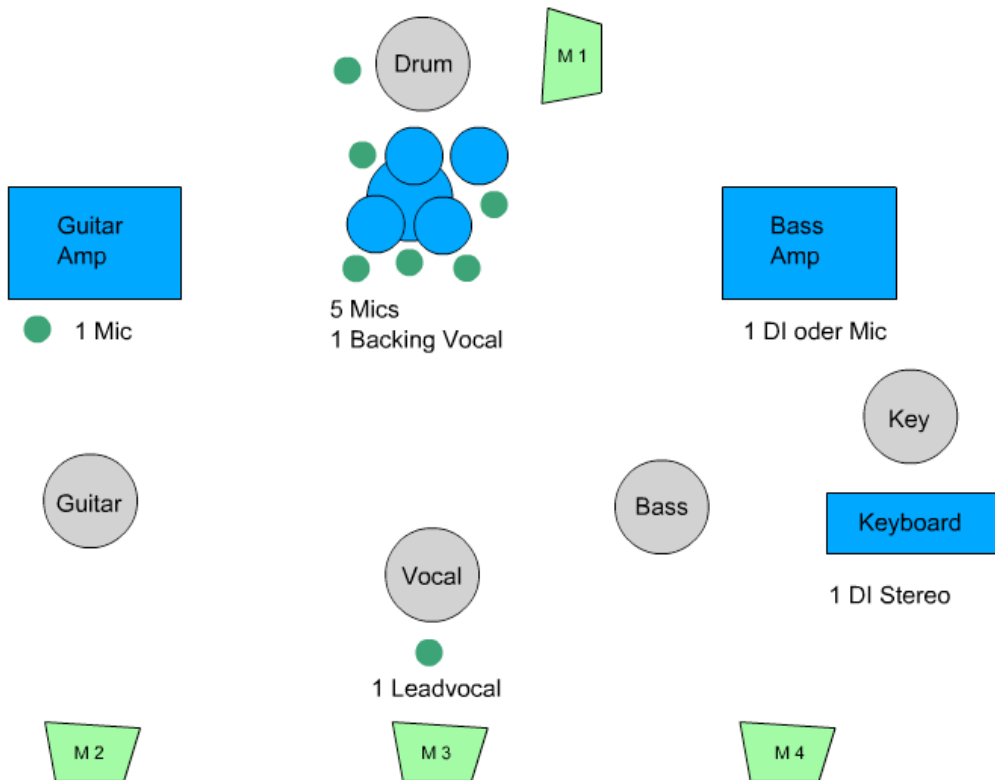 Drum
M 1
Guitar
Amp
Bass
Amp
5 Mics
1 Backing Vocal
1 Mic
1 DI oder Mic
Key
Guitar
Bass
Keyboard
Vocal
1 DI Stereo
1 Leadvocal
M 2
M 3
M 4